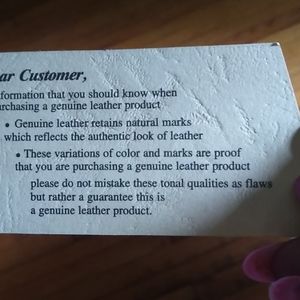 ar Customer,
formation that you should know when
rchasing a genuine leather product
• Genuine leather retains natural marks
which reflects the authentic look of leather
• These variations of color and marks are proof
that you are purchasing a genuine leather product
please do not mistake these tonal qualities as flaws
but rather a guarantee this is
a genuine leather product.